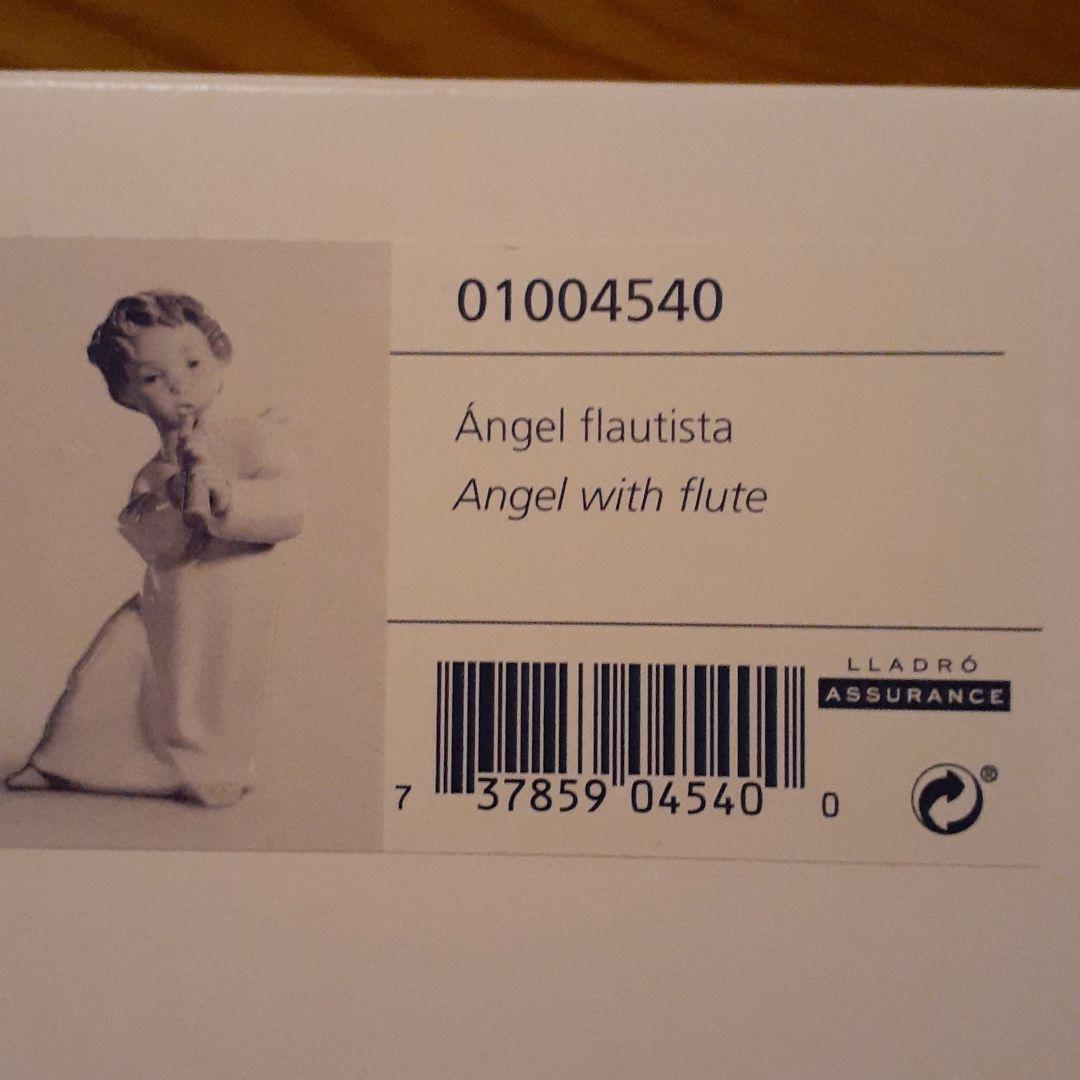 01004540
Ángel flautista
Angel with flute
LLADRÓ
ASSURANCE
7 37859 04540 0
®